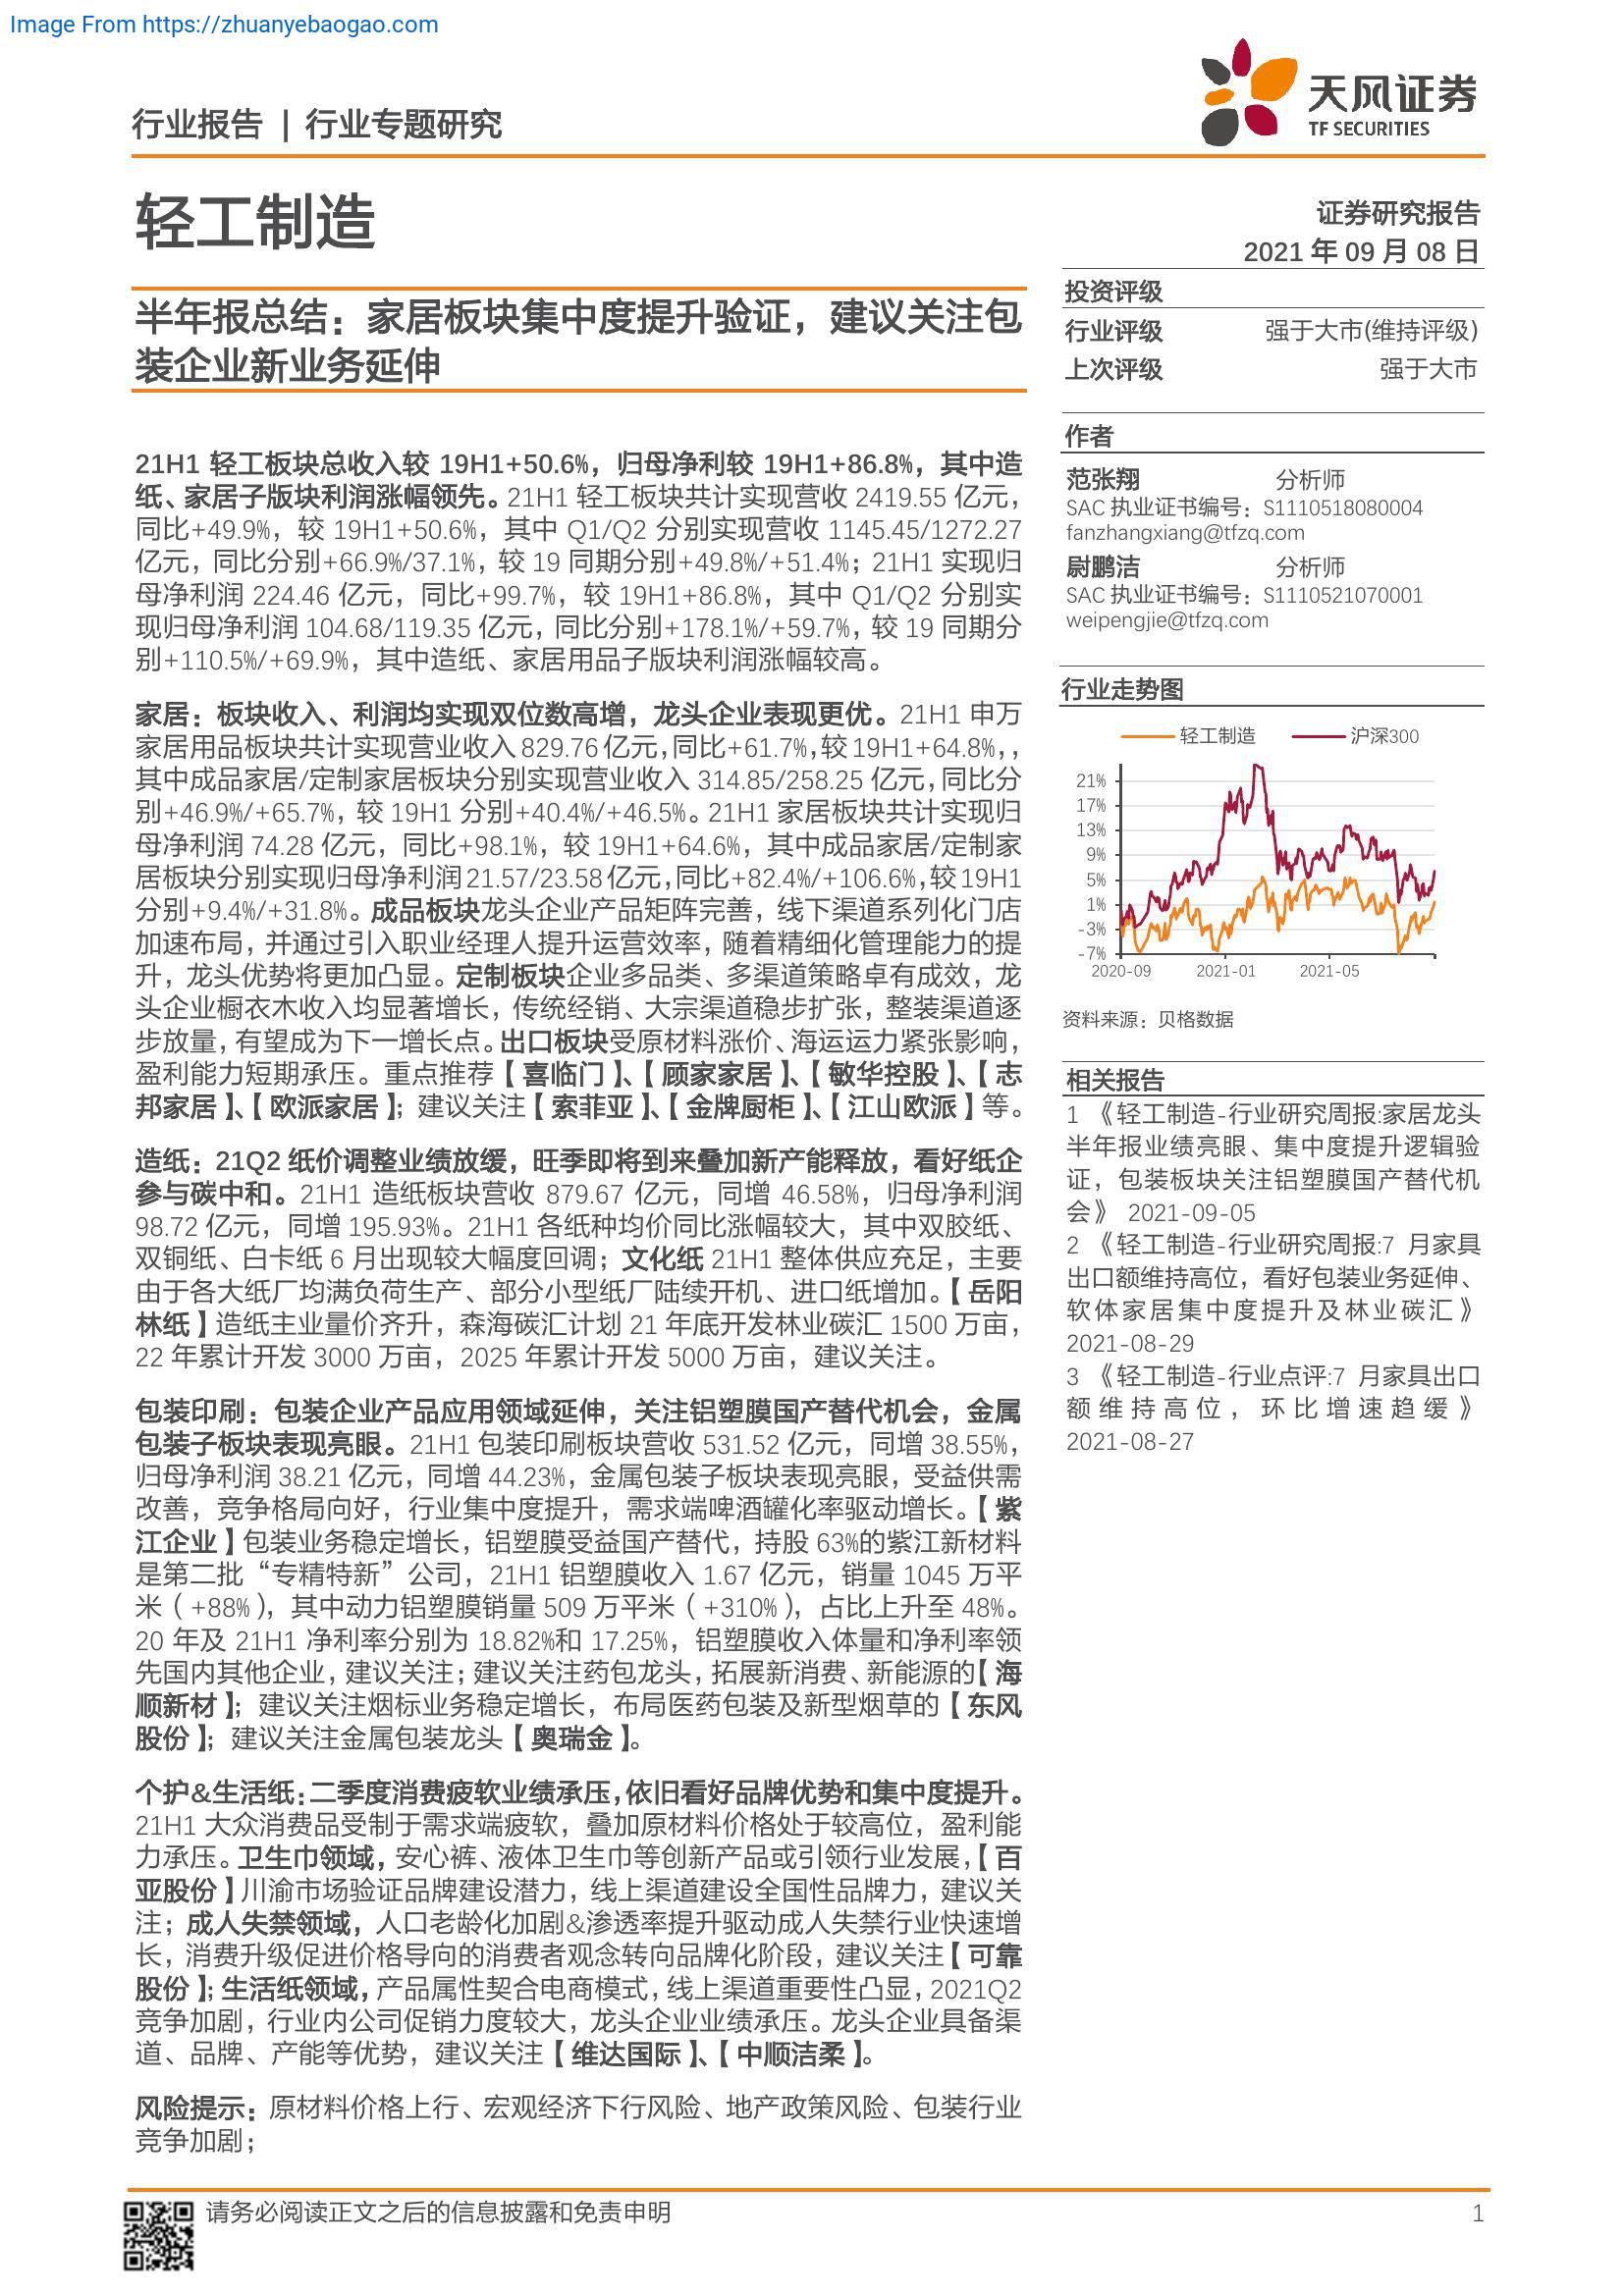 Image From https://zhuanyebaogao.com
行业报告 | 行业专题研究
天风证券
TF SECURITIES
轻工制造
证券研究报告
2021 年 09 月 08 日
半年报总结：家居板块集中度提升验证，建议关注包
装企业新业务延伸
21H1 轻工板块总收入较 19H1+50.6%，归母净利较 19H1+86.8%，其中造
纸、家居子版块利润涨幅领先。21H1 轻工板块共计实现营收 2419.55 亿元，
同比+49.9%，较 19H1+50.6%，其中 Q1/Q2 分别实现营收 1145.45/1272.27
亿元，同比分别+66.9%/37.1%，较 19 同期分别+49.8%/+51.4%；21H1 实现归
母净利润 224.46 亿元，同比+99.7%，较 19H1+86.8%，其中 Q1/Q2 分别实
现归母净利润 104.68/119.35 亿元，同比分别+178.1%/+59.7%，较 19 同期分
别+110.5%/+69.9%，其中造纸、家居用品子版块利润涨幅较高。
家居：板块收入、利润均实现双位数高增，龙头企业表现更优。21H1 申万
家居用品板块共计实现营业收入 829.76 亿元，同比+61.7%，较 19H1+64.8%，，
其中成品家居/定制家居板块分别实现营业收入 314.85/258.25 亿元，同比分
别+46.9%/+65.7%，较 19H1 分别+40.4%/+46.5%。21H1 家居板块共计实现归
母净利润 74.28 亿元，同比+98.1%，较 19H1+64.6%，其中成品家居/定制家
居板块分别实现归母净利润 21.57/23.58 亿元，同比+82.4%/+106.6%，较 19H1
分别+9.4%/+31.8%。成品板块龙头企业产品矩阵完善，线下渠道系列化门店
加速布局，并通过引入职业经理人提升运营效率，随着精细化管理能力的提
升，龙头优势将更加凸显。定制板块企业多品类、多渠道策略卓有成效，龙
头企业橱衣木收入均显著增长，传统经销、大宗渠道稳步扩张，整装渠道逐
步放量，有望成为下一增长点。出口板块受原材料涨价、海运运力紧张影响，
盈利能力短期承压。重点推荐【喜临门】、【顾家家居】、【敏华控股】、【志
邦家居】、【欧派家居】；建议关注【索菲亚】、【金牌厨柜】、【江山欧派】等。
造纸：21Q2 纸价调整业绩放缓，旺季即将到来叠加新产能释放，看好纸企
参与碳中和。21H1 造纸板块营收 879.67 亿元，同增 46.58%，归母净利润
98.72 亿元，同增 195.93%。21H1 各纸种均价同比涨幅较大，其中双胶纸、
双铜纸、白卡纸 6 月出现较大幅度回调；文化纸 21H1 整体供应充足，主要
由于各大纸厂均满负荷生产、部分小型纸厂陆续开机、进口纸增加。【岳阳
林纸】造纸主业量价齐升，森海碳汇计划 21 年底开发林业碳汇 1500 万亩，
22 年累计开发 3000 万亩，2025 年累计开发 5000 万亩，建议关注。
包装印刷：包装企业产品应用领域延伸，关注铝塑膜国产替代机会，金属
包装子板块表现亮眼。21H1 包装印刷板块营收 531.52 亿元，同增 38.55%，
归母净利润 38.21 亿元，同增 44.23%，金属包装子板块表现亮眼，受益供需
改善，竞争格局向好，行业集中度提升，需求端啤酒罐化率驱动增长。【紫
江企业】包装业务稳定增长，铝塑膜受益国产替代，持股 63%的紫江新材料
是第二批“专精特新”公司，21H1 铝塑膜收入 1.67 亿元，销量 1045 万平
米（+88%），其中动力铝塑膜销量 509 万平米（+310%），占比上升至 48%。
20 年及 21H1 净利率分别为 18.82%和 17.25%，铝塑膜收入体量和净利率领
先国内其他企业，建议关注；建议关注药包龙头，拓展新消费、新能源的【海
顺新材】；建议关注烟标业务稳定增长，布局医药包装及新型烟草的【东风
股份】；建议关注金属包装龙头【奥瑞金】。
个护&生活纸：二季度消费疲软业绩承压，依旧看好品牌优势和集中度提升。
21H1 大众消费品受制于需求端疲软，叠加原材料价格处于较高位，盈利能
力承压。卫生巾领域，安心裤、液体卫生巾等创新产品或引领行业发展，【百
亚股份】川渝市场验证品牌建设潜力，线上渠道建设全国性品牌力，建议关
注；成人失禁领域，人口老龄化加剧&渗透率提升驱动成人失禁行业快速增
长，消费升级促进价格导向的消费者观念转向品牌化阶段，建议关注【可靠
股份】；生活纸领域，产品属性契合电商模式，线上渠道重要性凸显，2021Q2
竞争加剧，行业内公司促销力度较大，龙头企业业绩承压。龙头企业具备渠
道、品牌、产能等优势，建议关注【维达国际】、【中顺洁柔】。
风险提示：原材料价格上行、宏观经济下行风险、地产政策风险、包装行业
竞争加剧；
投资评级
行业评级 强于大市(维持评级)
上次评级 强于大市
作者
范张翔 分析师
SAC 执业证书编号：S1110518080004
fanzhangxiang@tfzq.com
尉鹏洁 分析师
SAC 执业证书编号：S1110521070001
weipengjie@tfzq.com
行业走势图
轻工制造 沪深300
21%
17%
13%
9%
5%
1%
-3%
-7%
2020-09 2021-01 2021-05
资料来源：贝格数据
相关报告
1 《轻工制造-行业研究周报:家居龙头
半年报业绩亮眼、集中度提升逻辑验
证，包装板块关注铝塑膜国产替代机
会》 2021-09-05
2 《轻工制造-行业研究周报:7 月家具
出口额维持高位，看好包装业务延伸、
软体家居集中度提升及林业碳汇》
2021-08-29
3 《轻工制造-行业点评:7 月家具出口
额维持高位，环比增速趋缓》
2021-08-27
请务必阅读正文之后的信息披露和免责申明 1